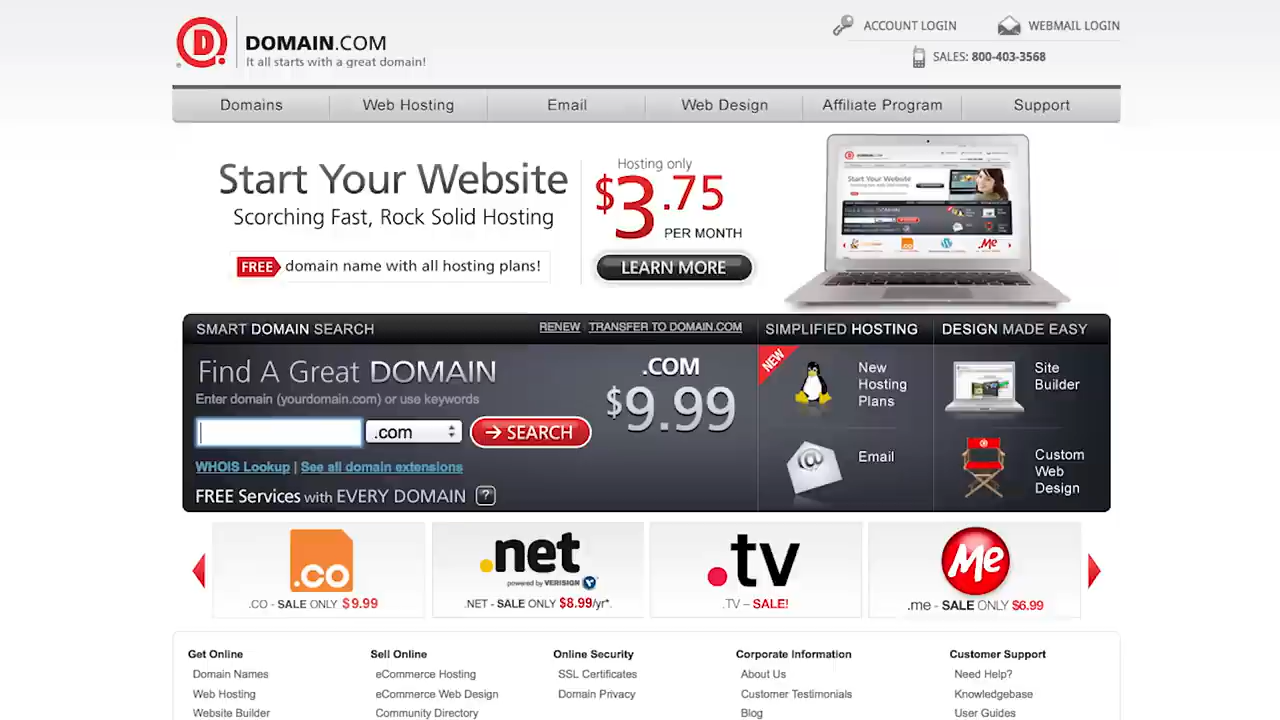 D
DOMAIN.COM
It all starts with a great domain!
ACCOUNT LOGIN
WEBMAIL LOGIN
SALES: 800-403-3568
Domains
Web Hosting
Email
Web Design
Affiliate Program
Support
Start Your Website
Scorching Fast, Rock Solid Hosting
FREE domain name with all hosting plans!
Hosting only
$3.75
PER MONTH
LEARN MORE
SMART DOMAIN SEARCH
RENEW
TRANSFER TO DOMAIN.COM
Find A Great DOMAIN
Enter domain (yourdomain.com) or use keywords
.com
SEARCH
WHOIS Lookup | See all domain extensions
FREE Services with EVERY DOMAIN ?
.COM
$9.99
SIMPLIFIED HOSTING
NEW
New
Hosting
Plans
@
Email
DESIGN MADE EASY
Site
Builder
Custom
Web
Design
.co
.CO - SALE ONLY $9.99
.net
powered by VERISIGN
.NET - SALE ONLY $8.99/yr*.
.tv
.TV – SALE!
Me
.me - SALE ONLY $6.99
Get Online
Domain Names
Web Hosting
Website Builder
Sell Online
eCommerce Hosting
eCommerce Web Design
Community Directory
Online Security
SSL Certificates
Domain Privacy
Corporate Information
About Us
Customer Testimonials
Blog
Customer Support
Need Help?
Knowledgebase
User Guides